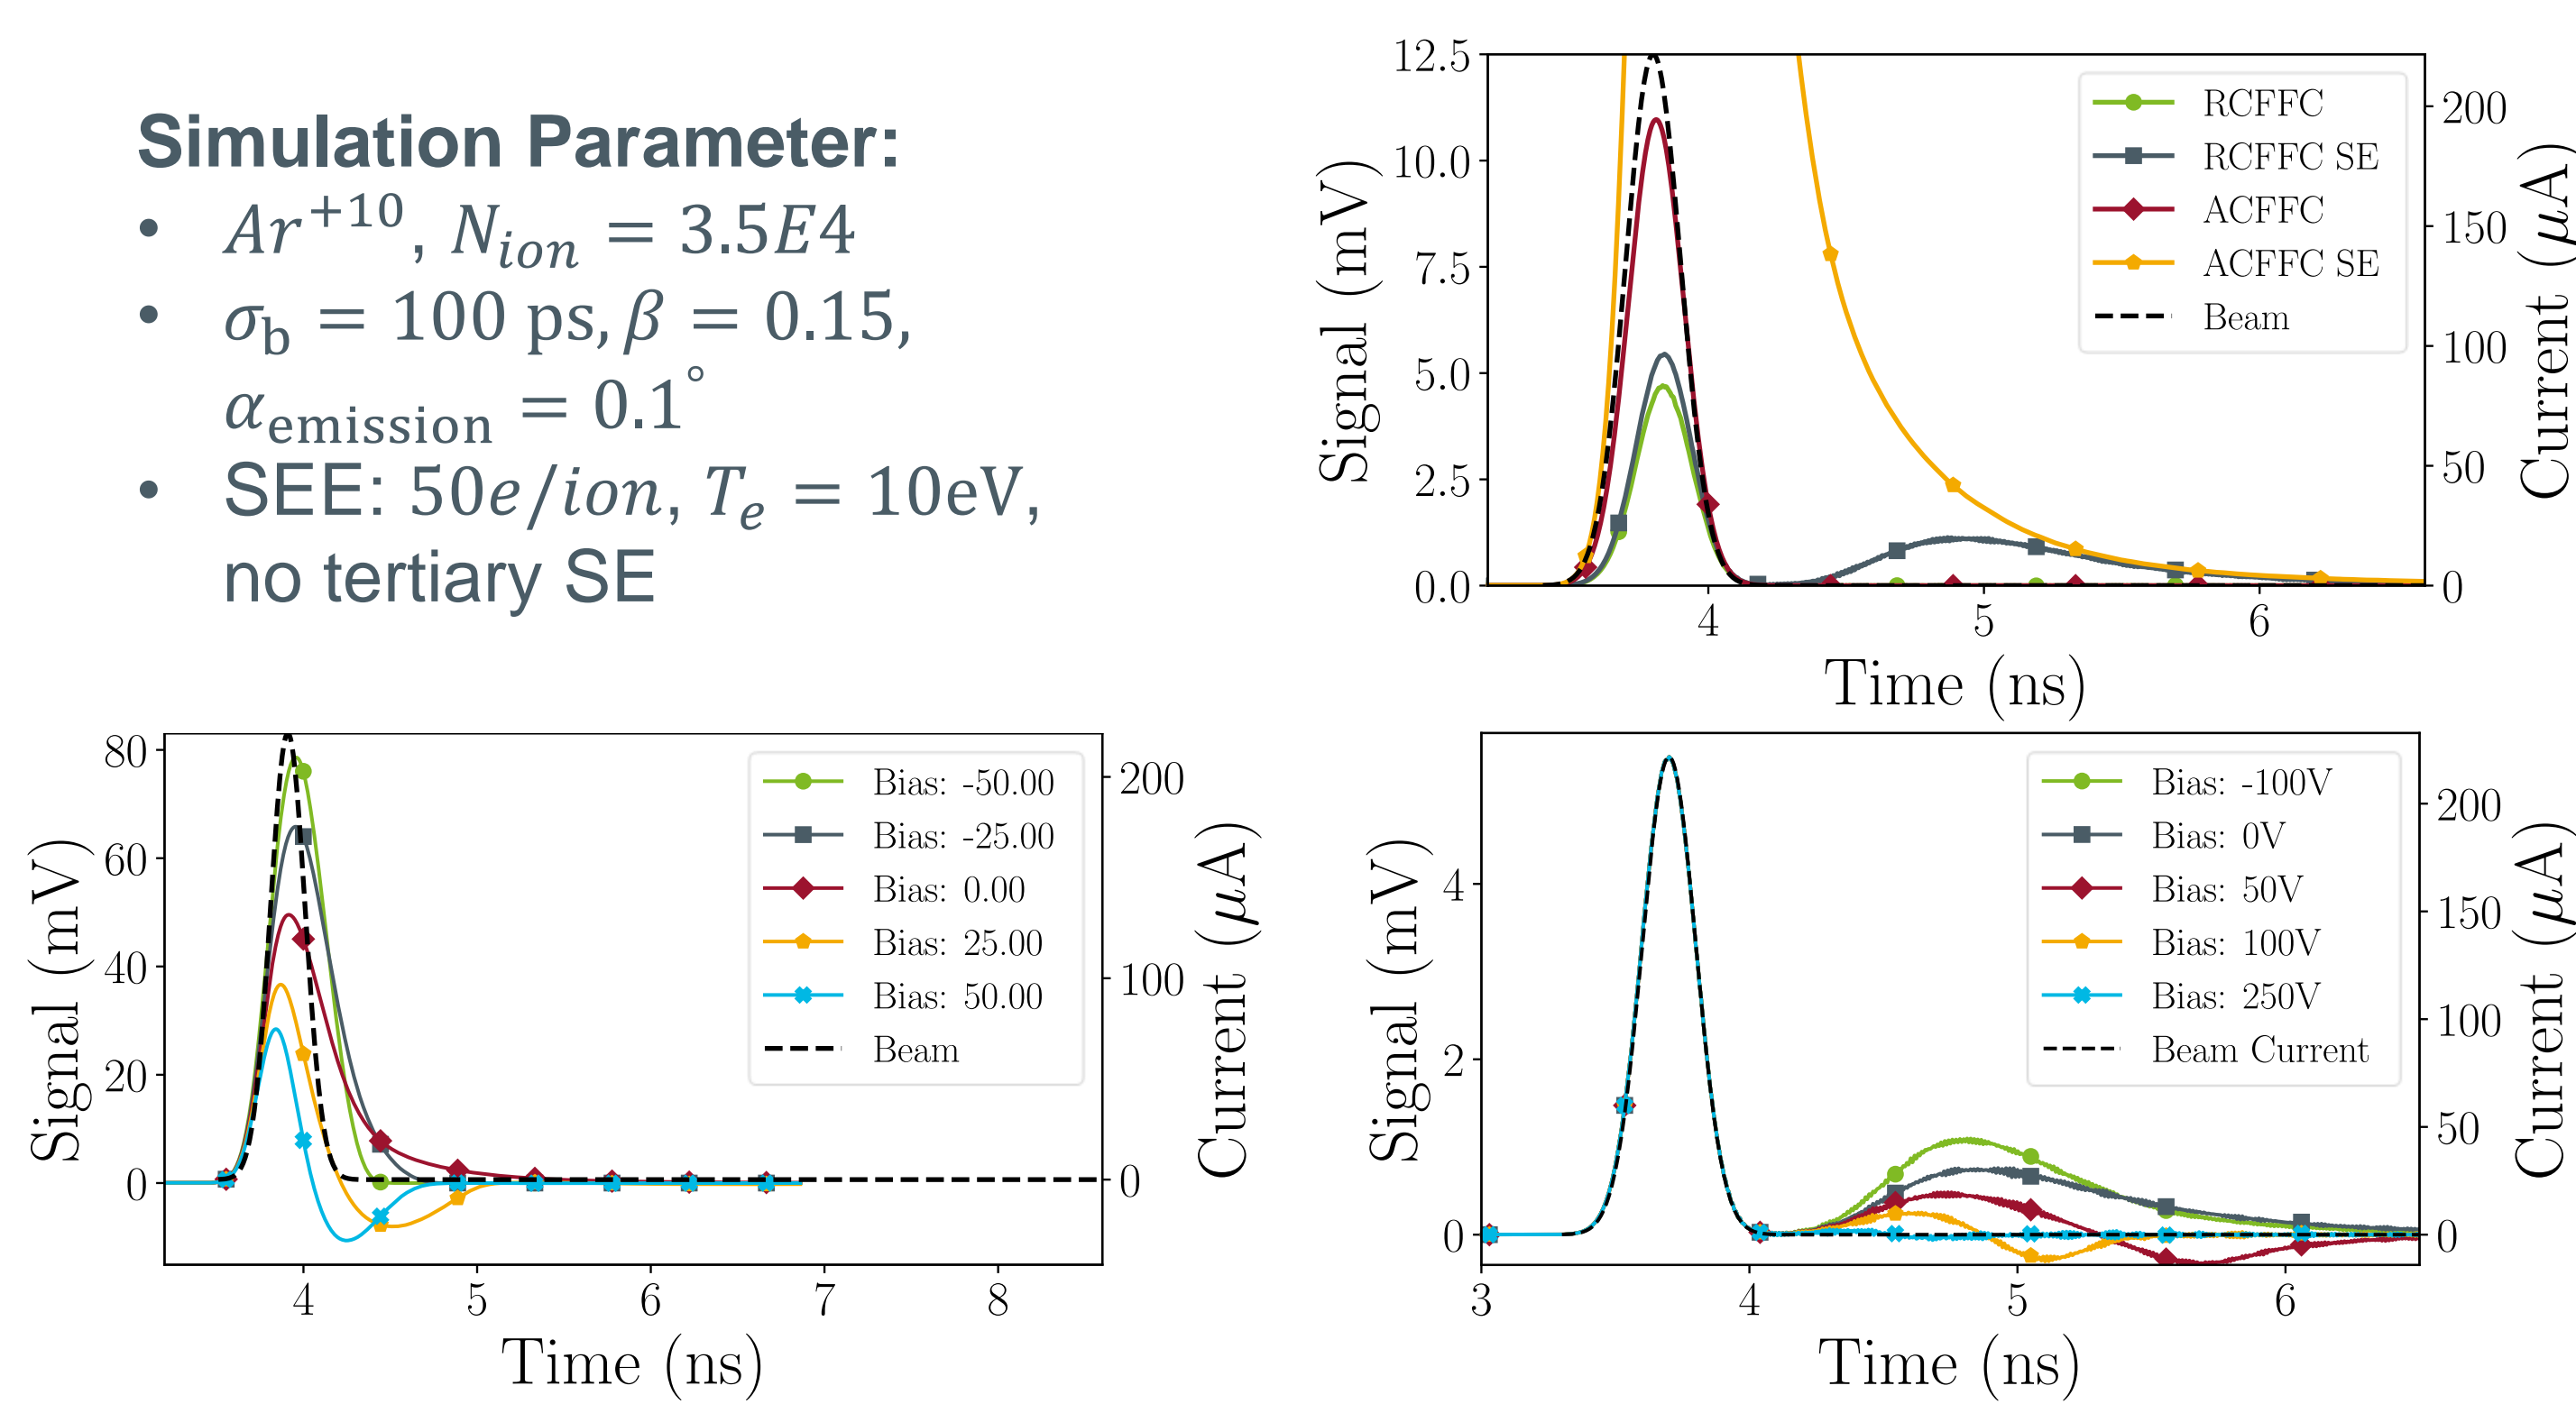 Simulation Parameter:
• Ar⁺¹⁰, N_ion = 3.5E4
• σ_b = 100 ps, β = 0.15,
α_emission = 0.1°
• SEE: 50e/ion, T_e = 10eV,
no tertiary SE
12.5
10.0
7.5
5.0
2.5
0.0
Signal (mV)
4 5 6
Time (ns)
200
150
100
50
0
Current (μA)
RCFFC
RCFFC SE
ACFFC
ACFFC SE
Beam
80
60
40
20
0
Signal (mV)
4 5 6 7 8
Time (ns)
200
100
0
Current (μA)
Bias: -50.00
Bias: -25.00
Bias: 0.00
Bias: 25.00
Bias: 50.00
Beam
4
2
0
Signal (mV)
3 4 5 6
Time (ns)
200
150
100
50
0
Current (μA)
Bias: -100V
Bias: 0V
Bias: 50V
Bias: 100V
Bias: 250V
Beam Current